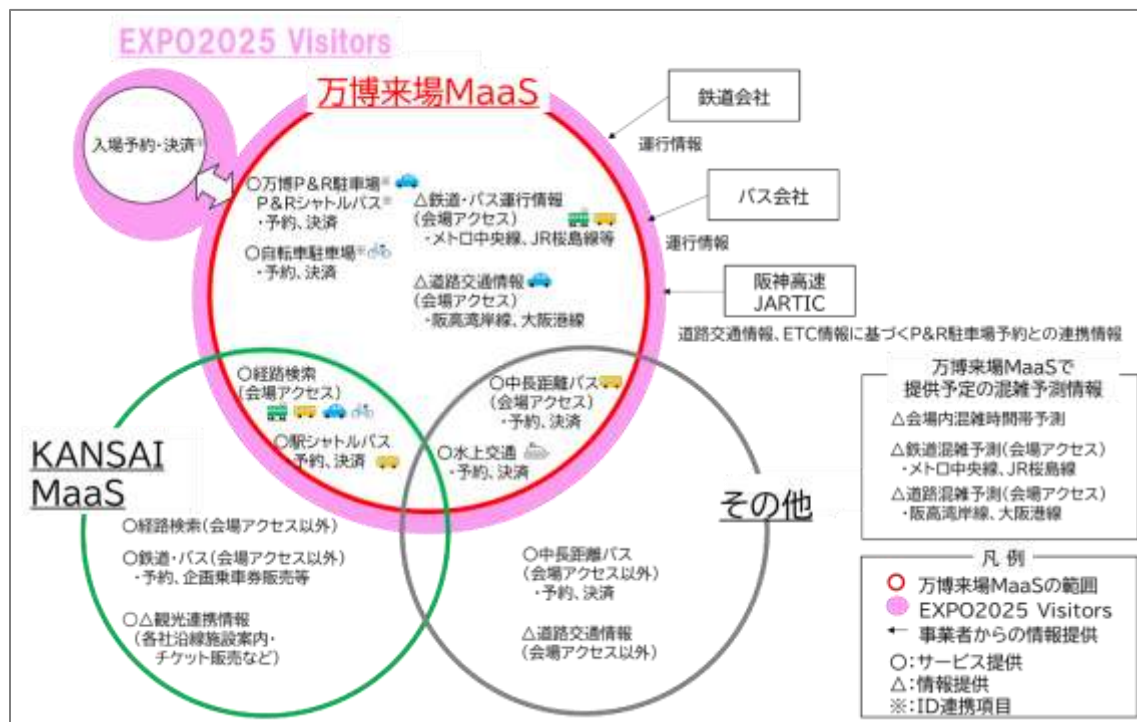 EXPO2025 Visitors
万博来場MaaS
入場予約・決済※
○万博P&R駐車場※
P&Rシャトルバス※
・予約、決済
○自転車駐車場※
・予約、決済
△鉄道・バス運行情報
(会場アクセス)
・メトロ中央線、JR桜島線等
△道路交通情報
(会場アクセス)
・阪高湾岸線、大阪港線
鉄道会社
運行情報
バス会社
運行情報
阪神高速
JARTIC
道路交通情報、ETC情報に基づくP&R駐車場予約との連携情報
○経路検索
(会場アクセス)
○駅シャトルバス
・予約、決済
○中長距離バス
(会場アクセス)
・予約、決済
○水上交通
・予約、決済
KANSAI
MaaS
○経路検索(会場アクセス以外)
○鉄道・バス(会場アクセス以外)
・予約、企画乗車券販売等
○△観光連携情報
(各社沿線施設案内・
チケット販売など)
その他
○中長距離バス
(会場アクセス以外)
・予約、決済
△道路交通情報
(会場アクセス以外)
万博来場MaaSで
提供予定の混雑予測情報
△会場内混雑時間帯予測
△鉄道混雑予測(会場アクセス)
・メトロ中央線、JR桜島線
△道路混雑予測(会場アクセス)
・阪高湾岸線、大阪港線
凡例
万博来場MaaSの範囲
EXPO2025 Visitors
事業者からの情報提供
○:サービス提供
△:情報提供
※:ID連携項目